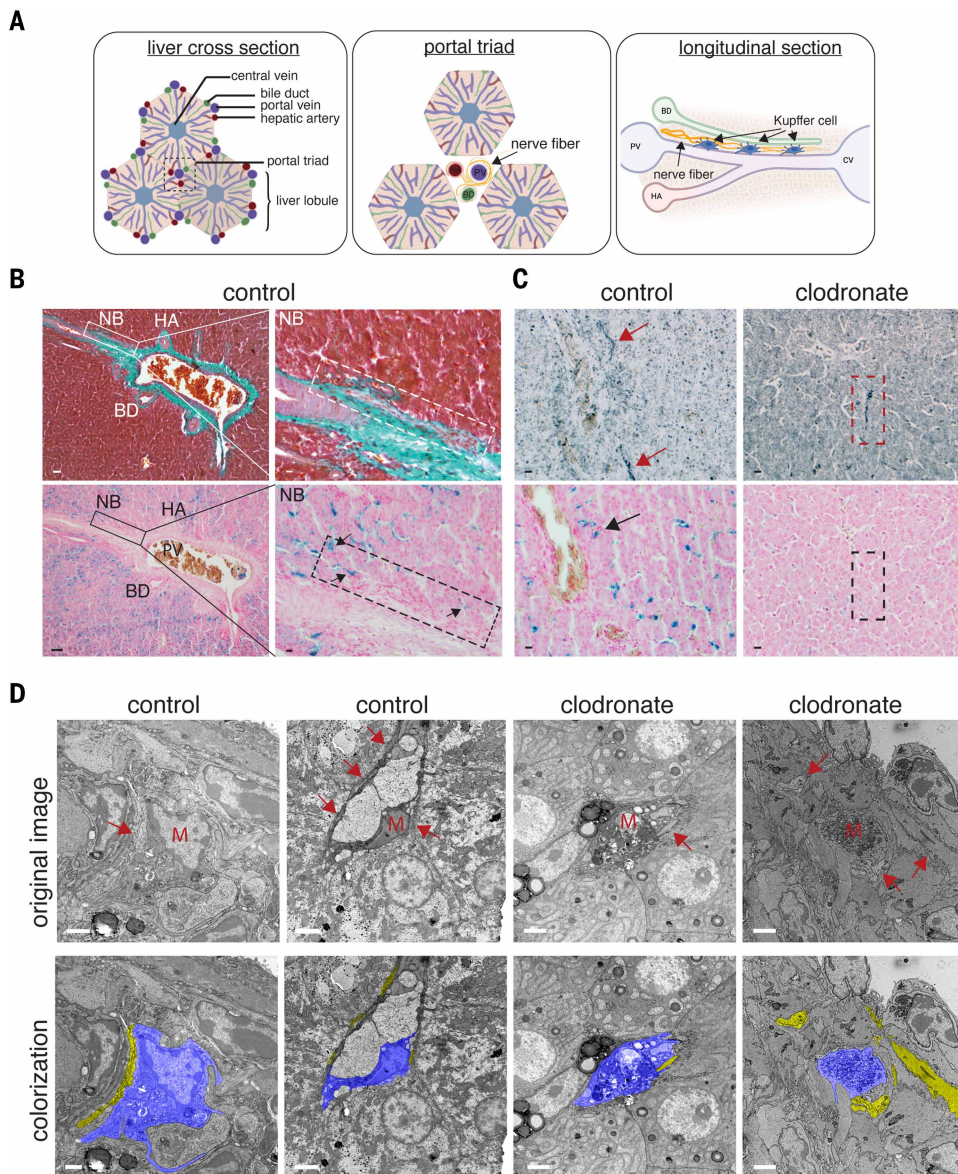 A
liver cross section
central vein
bile duct
portal vein
hepatic artery
portal triad
liver lobule
portal triad
nerve fiber
PV
BD
longitudinal section
BD
Kupffer cell
PV
nerve fiber
CV
HA
B
control
NB
HA
BD
NB
NB
HA
PV
BD
NB
C
control
clodronate
D
control
control
clodronate
clodronate
original image
M
M
M
M
colorization